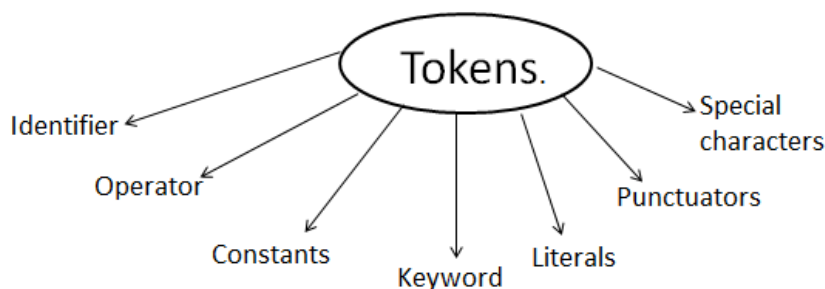 Tokens.
Identifier
Operator
Constants
Keyword
Literals
Punctuators
Special
characters